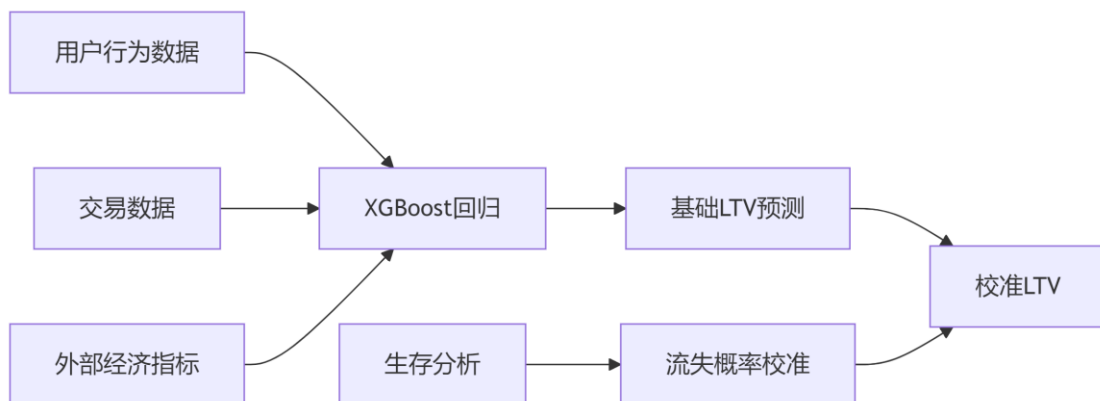 用户行为数据
交易数据
XGBoost回归
基础LTV预测
校准LTV
外部经济指标
生存分析
流失概率校准